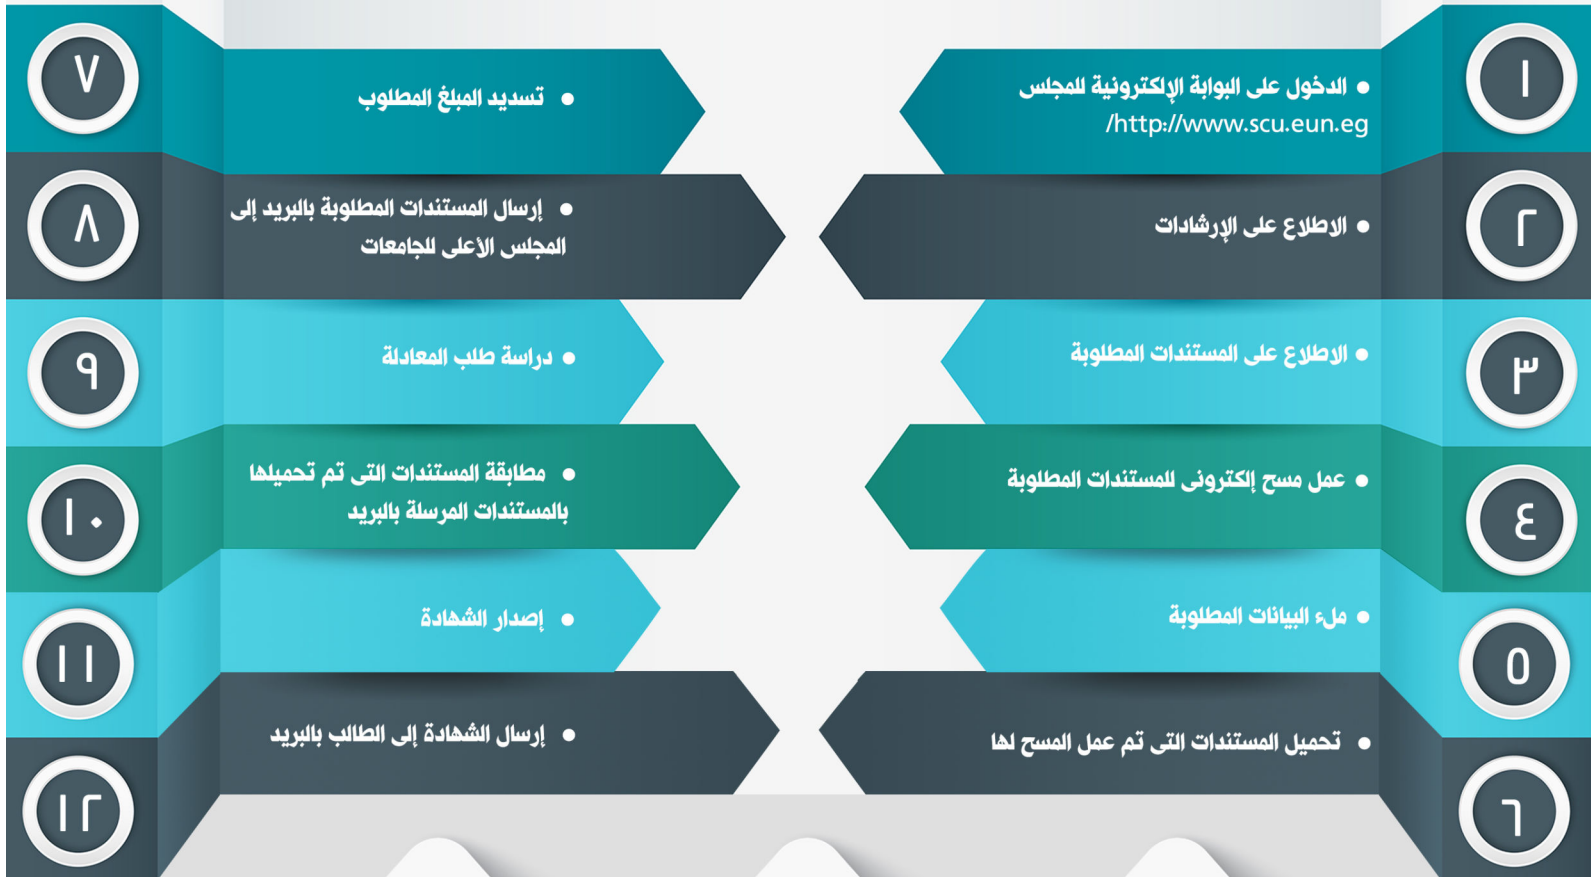 ١
الدخول على البوابة الإلكترونية للمجلس
http://www.scu.eun.eg/
٢
الاطلاع على الإرشادات
٣
الاطلاع على المستندات المطلوبة
٤
عمل مسح إلكترونى للمستندات المطلوبة
٥
ملء البيانات المطلوبة
٦
تحميل المستندات التى تم عمل المسح لها
٧
تسديد المبلغ المطلوب
٨
إرسال المستندات المطلوبة بالبريد إلى
المجلس الأعلى للجامعات
٩
دراسة طلب المعادلة
١٠
مطابقة المستندات التى تم تحميلها
بالمستندات المرسلة بالبريد
١١
إصدار الشهادة
١٢
إرسال الشهادة إلى الطالب بالبريد